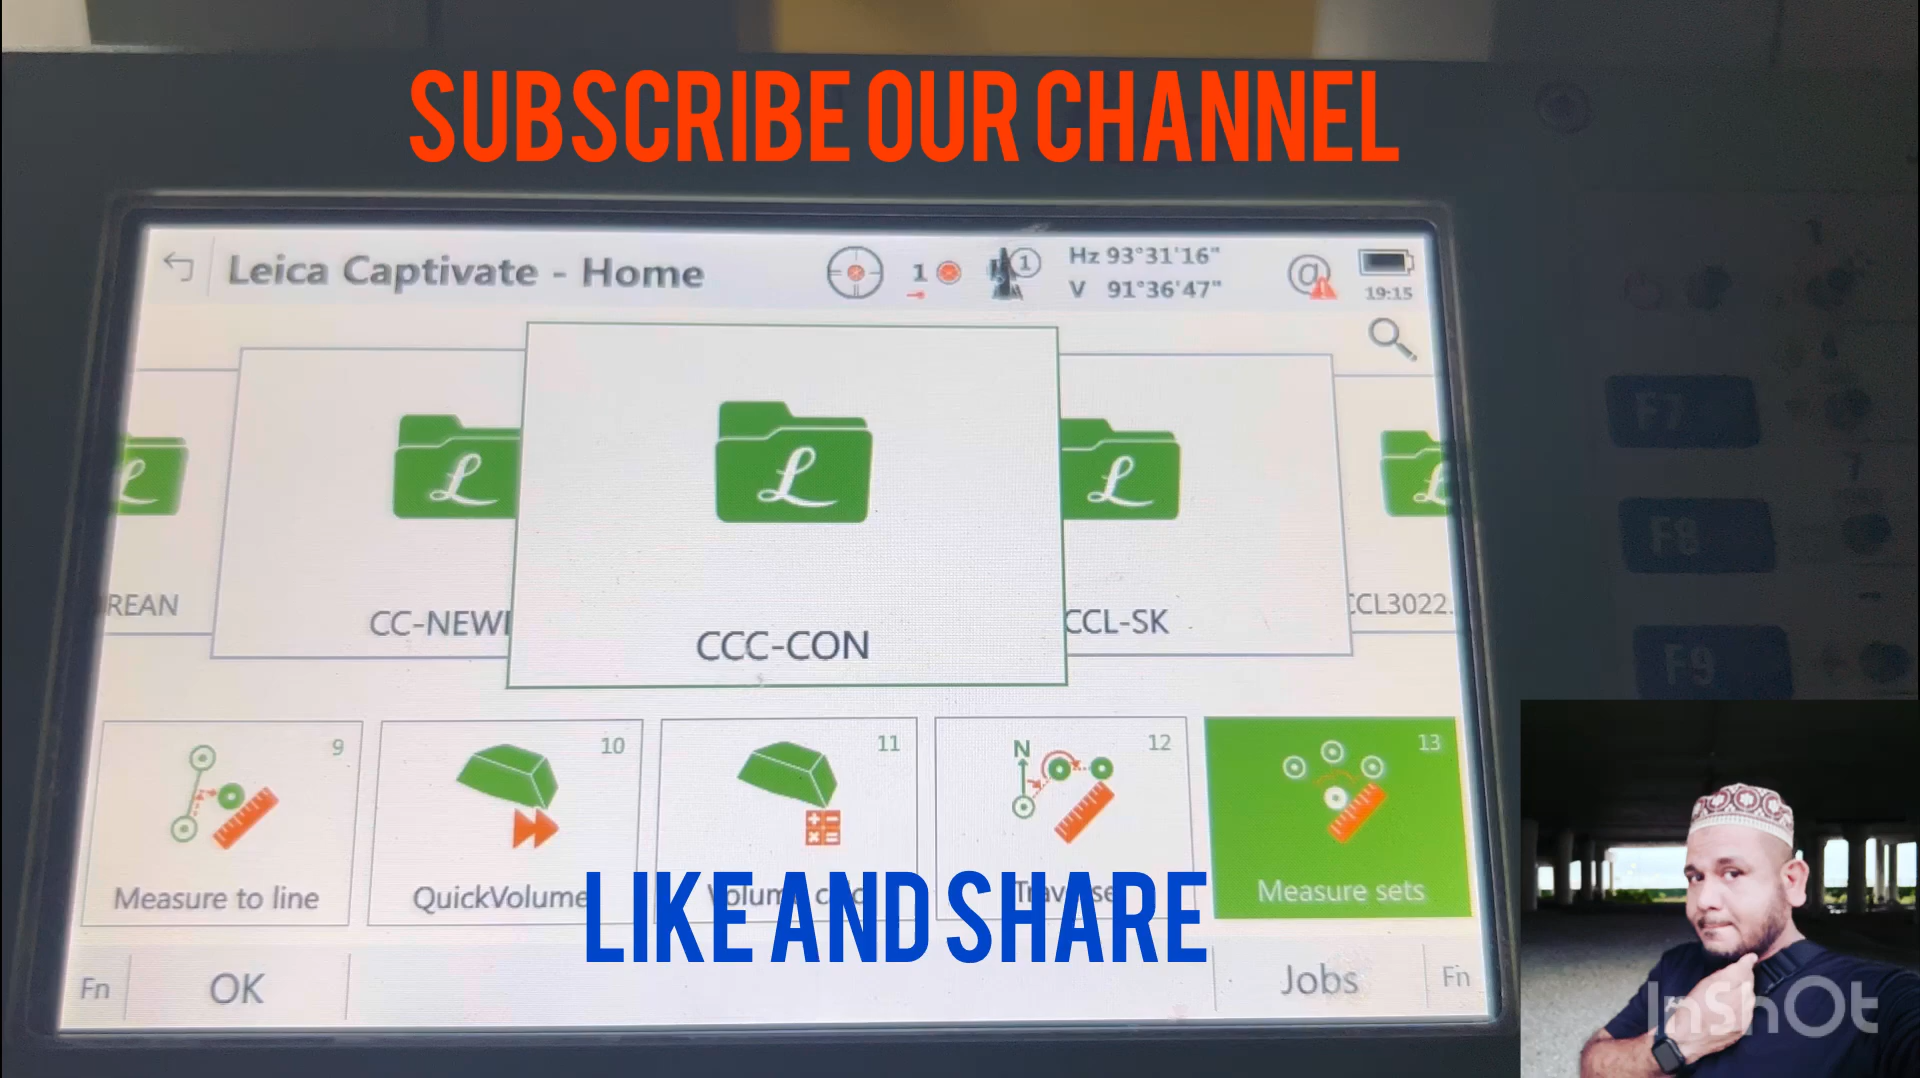 SUBSCRIBE OUR CHANNEL
Leica Captivate - Home
1
1
Hz 93°31'16"
V 91°36'47"
19:15
REAN
CC-NEW
CCC-CON
CCL-SK
CCL3022.
F7
F8
F9
9
Measure to line
10
QuickVolume
11
12
N
13
Measure sets
LIKE AND SHARE
Fn
OK
Jobs
Fn
InShOt